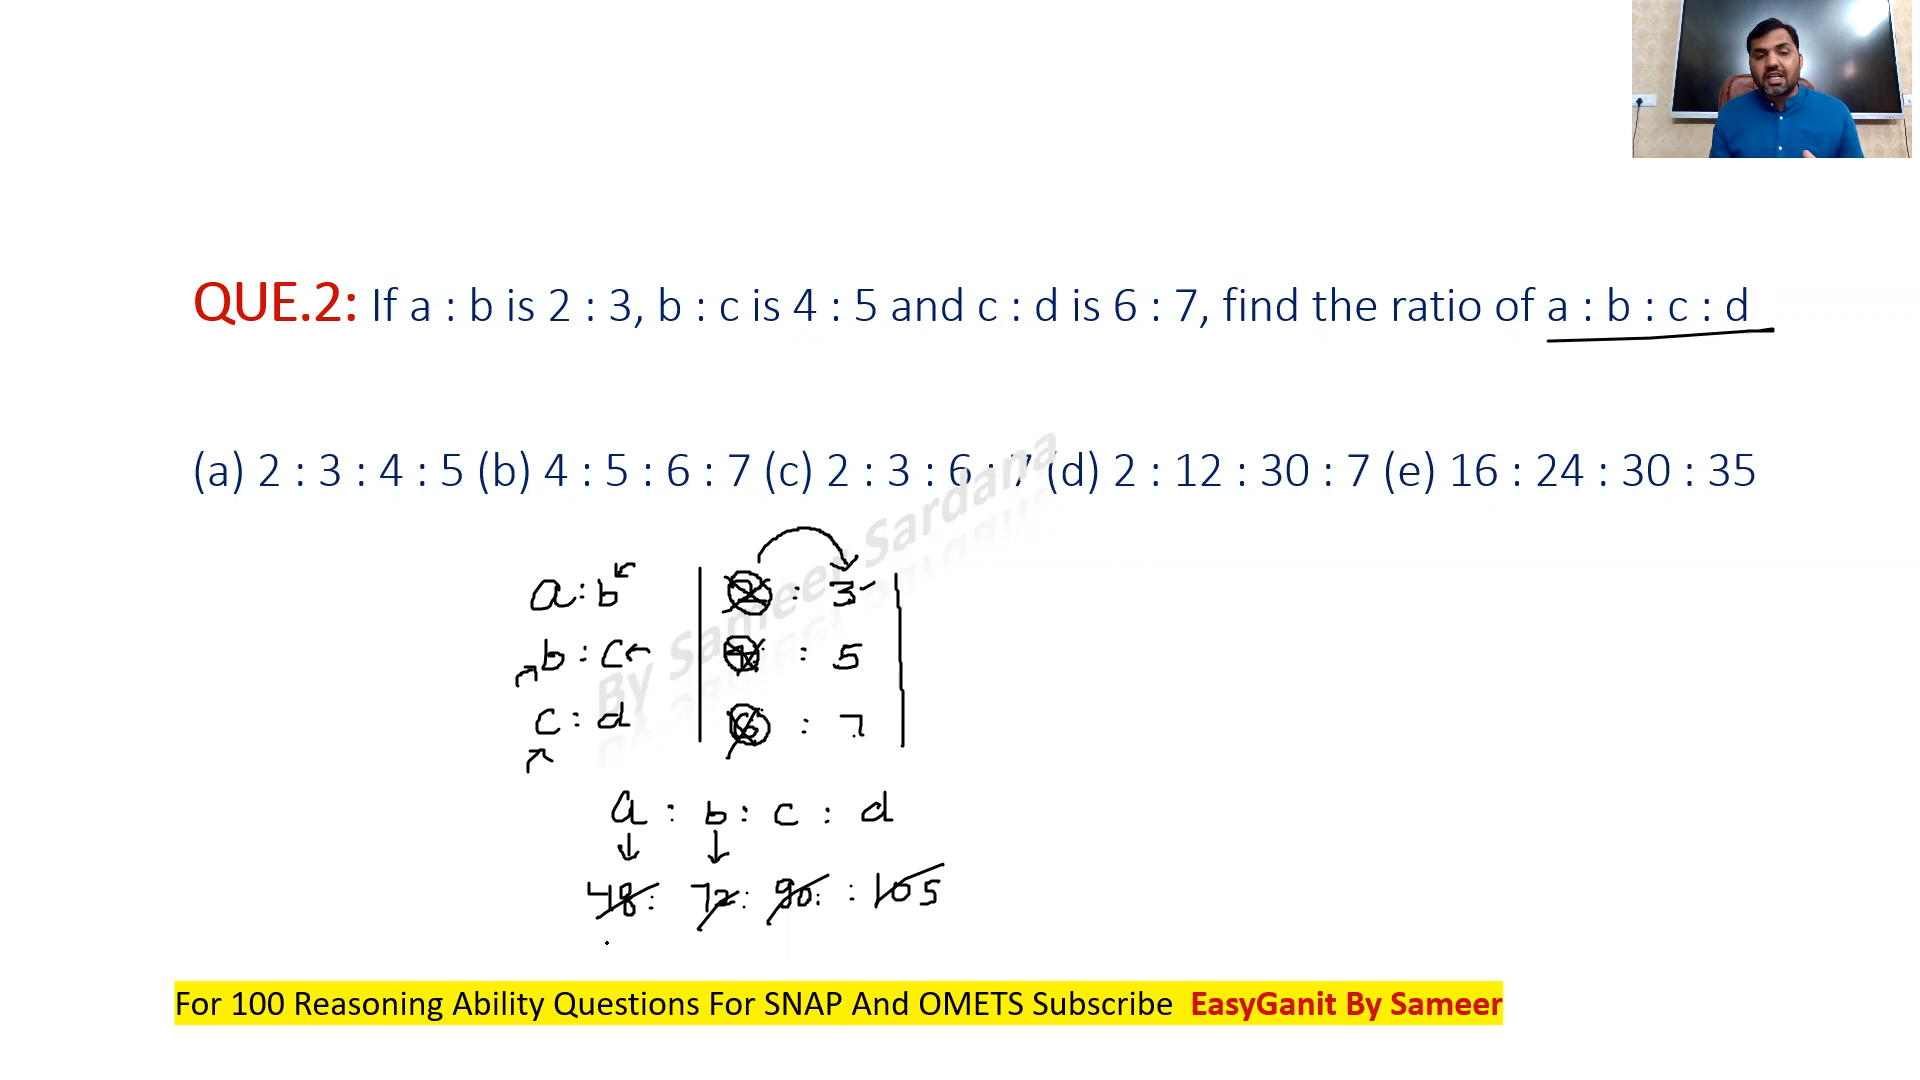 QUE.2: If a : b is 2 : 3, b : c is 4 : 5 and c : d is 6 : 7, find the ratio of a : b : c : d
(a) 2 : 3 : 4 : 5 (b) 4 : 5 : 6 : 7 (c) 2 : 3 : 6 : 7 (d) 2 : 12 : 30 : 7 (e) 16 : 24 : 30 : 35
By Sameer Sardana
a : b 2 : 3
b : c 4 : 5
c : d 6 : 7
a : b : c : d
48 : 72 : 90 : : 105
For 100 Reasoning Ability Questions For SNAP And OMETS Subscribe EasyGanit By Sameer